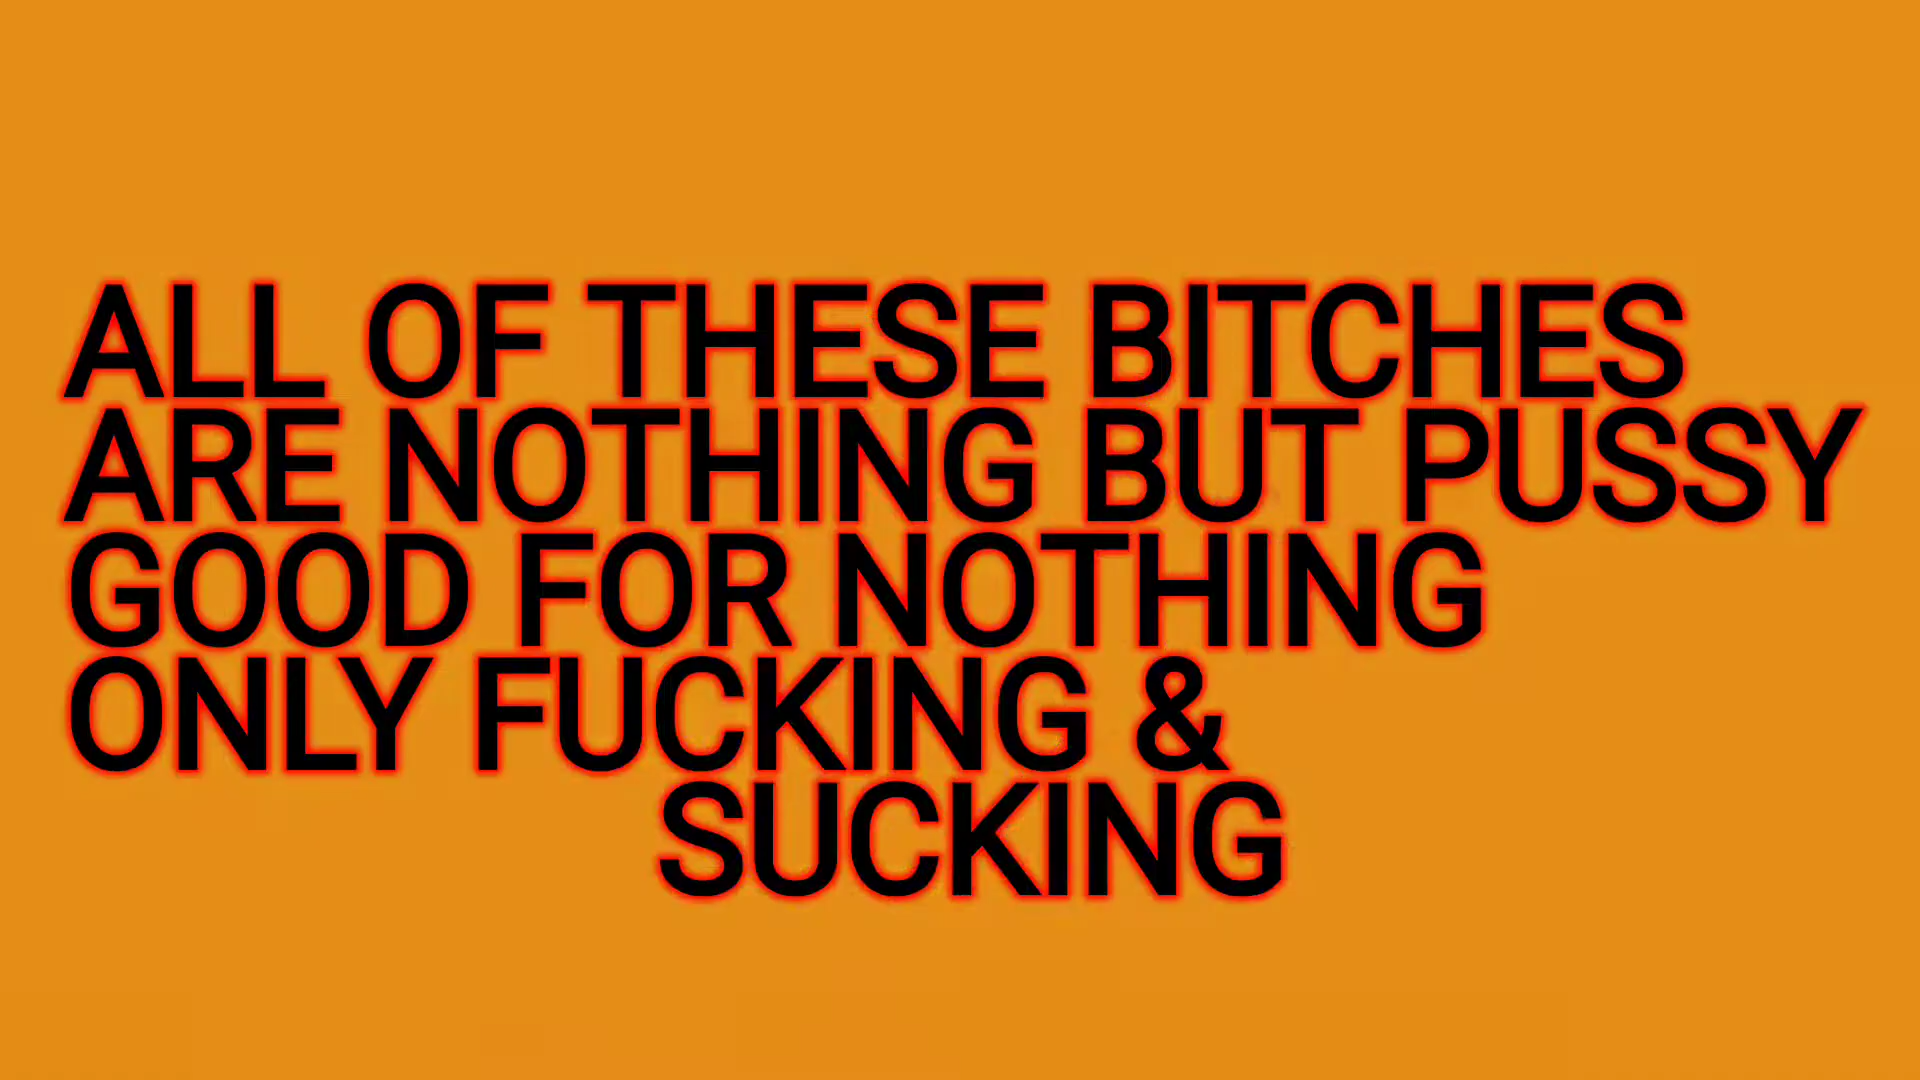 ALL OF THESE BITCHES
ARE NOTHING BUT PUSSY
GOOD FOR NOTHING
ONLY FUCKING &
SUCKING